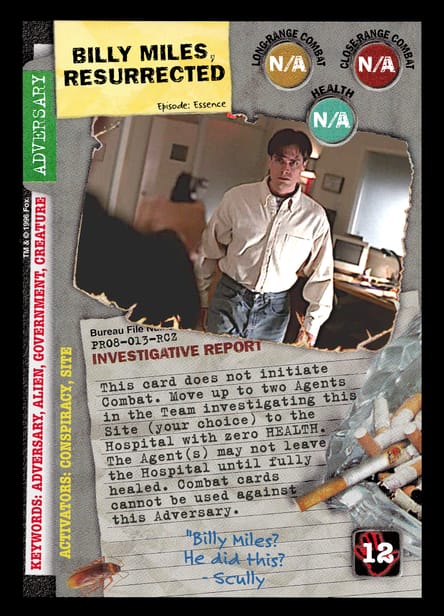 BILLY MILES,
RESURRECTED
Episode: Essence
LONG-RANGE COMBAT
N/A
CLOSE-RANGE COMBAT
N/A
HEALTH
N/A
ADVERSARY
TM & © 1996 Fox.
KEYWORDS: ADVERSARY, ALIEN, GOVERNMENT, CREATURE
ACTIVATORS: CONSPIRACY, SITE
Bureau File
PR08-013-RCZ
INVESTIGATIVE REPORT
This card does not initiate
Combat. Move up to two Agents
in the Team investigating this
Site (your choice) to the
Hospital with zero HEALTH.
The Agent(s) may not leave
the Hospital until fully
healed. Combat cards
cannot be used against
this Adversary.
"Billy Miles?
He did this?
- Scully
12